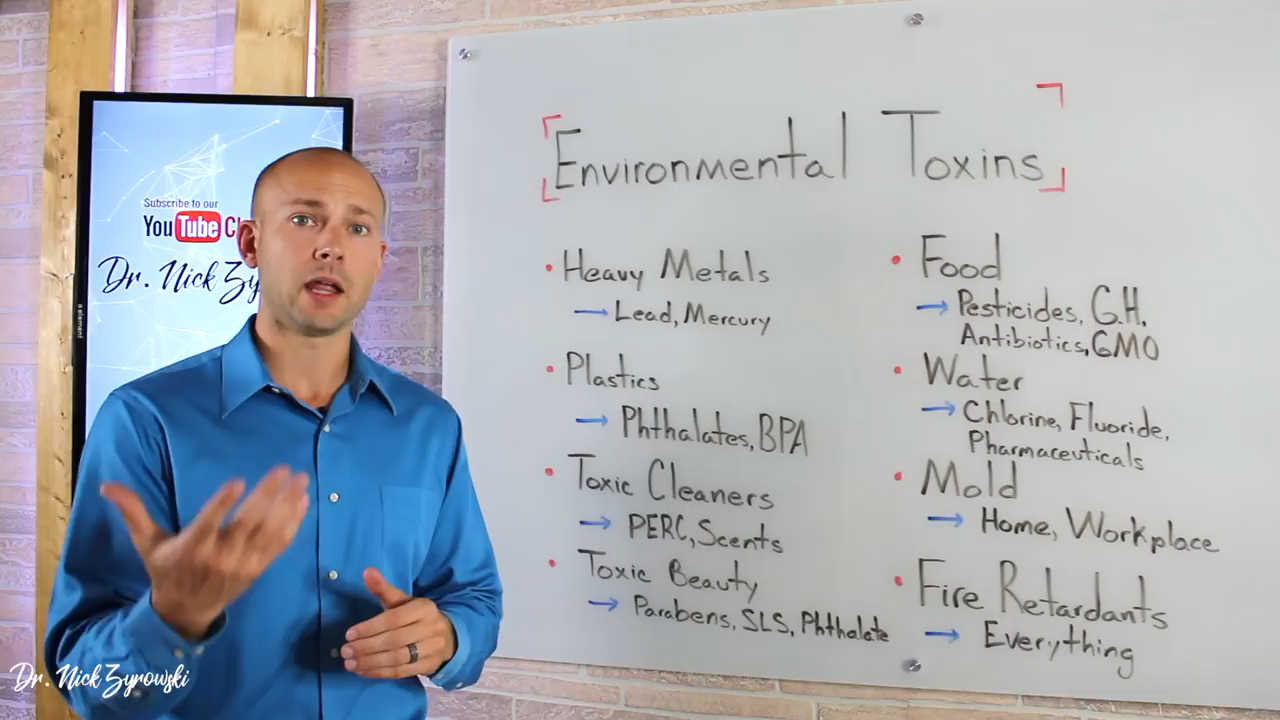 Subscribe to our
YouTube
Dr. Nick Zy
element
Environmental Toxins
• Heavy Metals
→ Lead, Mercury
• Plastics
→ Phthalates, BPA
• Toxic Cleaners
→ PERC, Scents
• Toxic Beauty
→ Parabens, SLS, Phthalate
• Food
→ Pesticides, G.H.
Antibiotics, GMO
• Water
→ Chlorine, Fluoride,
Pharmaceuticals
• Mold
→ Home, Workplace
• Fire Retardants
→ Everything
Dr. Nick Zyrowski